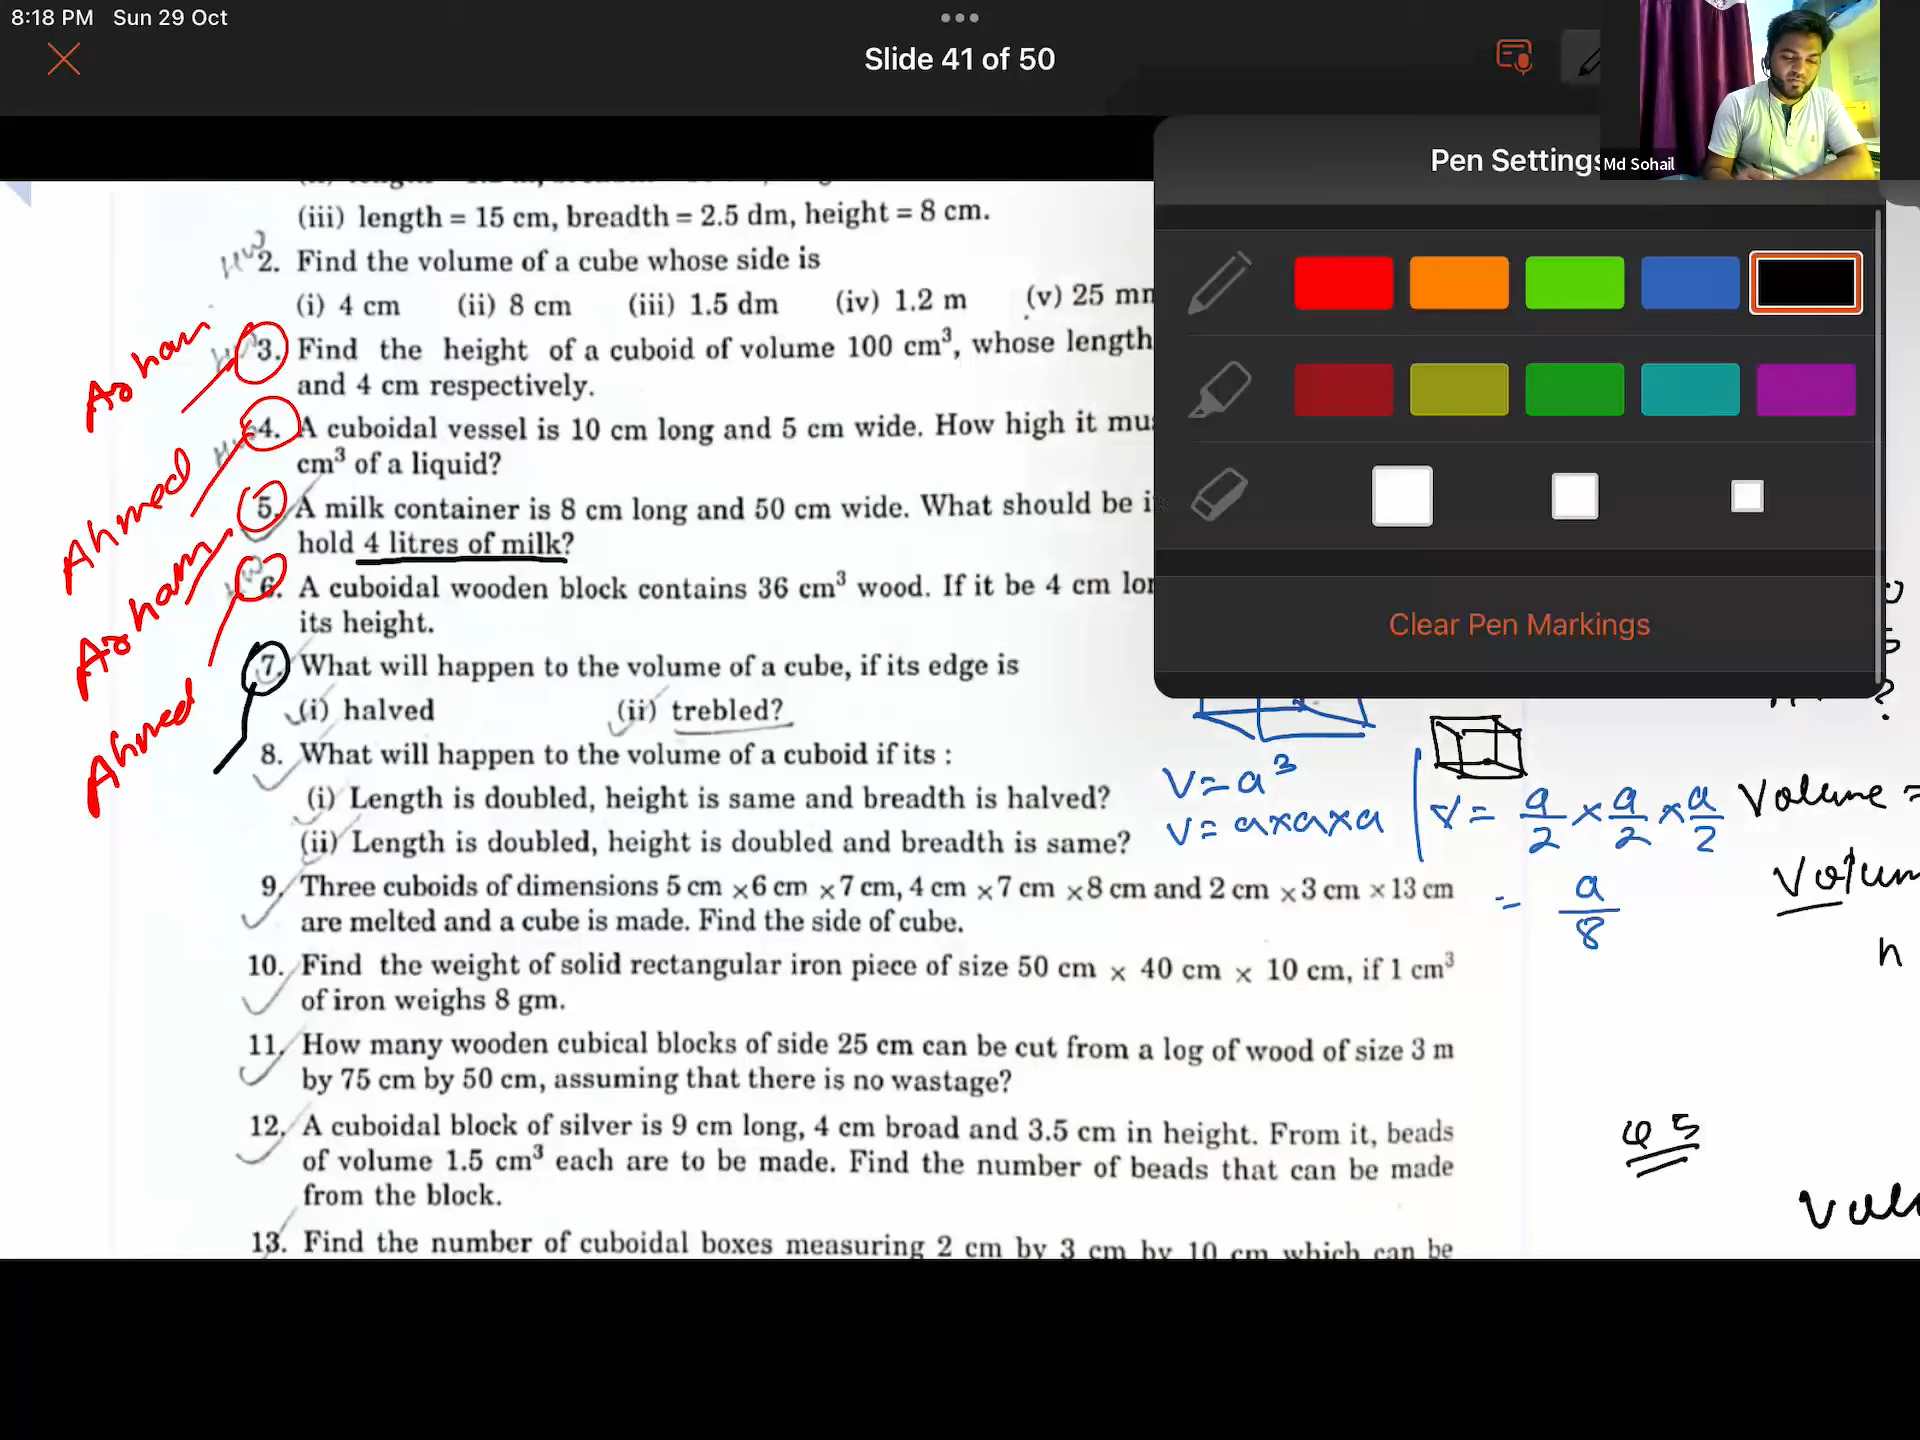 8:18 PM Sun 29 Oct
Slide 41 of 50
Pen Settings
Md Sohail
Clear Pen Markings
(iii) length = 15 cm, breadth = 2.5 dm, height = 8 cm.
HW 2. Find the volume of a cube whose side is
(i) 4 cm (ii) 8 cm (iii) 1.5 dm (iv) 1.2 m (v) 25 mm
Arham 3. Find the height of a cuboid of volume 100 cm³, whose length
and 4 cm respectively.
Ahmed 4. A cuboidal vessel is 10 cm long and 5 cm wide. How high it
cm³ of a liquid?
Arham 5. A milk container is 8 cm long and 50 cm wide. What should be
hold 4 litres of milk?
Ahmed 6. A cuboidal wooden block contains 36 cm³ wood. If it be 4 cm
its height.
7. What will happen to the volume of a cube, if its edge is
(i) halved (ii) trebled?
8. What will happen to the volume of a cuboid if its :
(i) Length is doubled, height is same and breadth is halved?
(ii) Length is doubled, height is doubled and breadth is same?
9. Three cuboids of dimensions 5 cm × 6 cm × 7 cm, 4 cm × 7 cm × 8 cm and 2 cm × 3 cm × 13 cm
are melted and a cube is made. Find the side of cube.
10. Find the weight of solid rectangular iron piece of size 50 cm × 40 cm × 10 cm, if 1 cm³
of iron weighs 8 gm.
11. How many wooden cubical blocks of side 25 cm can be cut from a log of wood of size 3 m
by 75 cm by 50 cm, assuming that there is no wastage?
12. A cuboidal block of silver is 9 cm long, 4 cm broad and 3.5 cm in height. From it, beads
of volume 1.5 cm³ each are to be made. Find the number of beads that can be made
from the block.
13. Find the number of cuboidal boxes measuring 2 cm by 3 cm by 10 cm which can be
V = a³
V = a×a×a
V = a/2 × a/2 × a/2
= a/8
Volume =
h